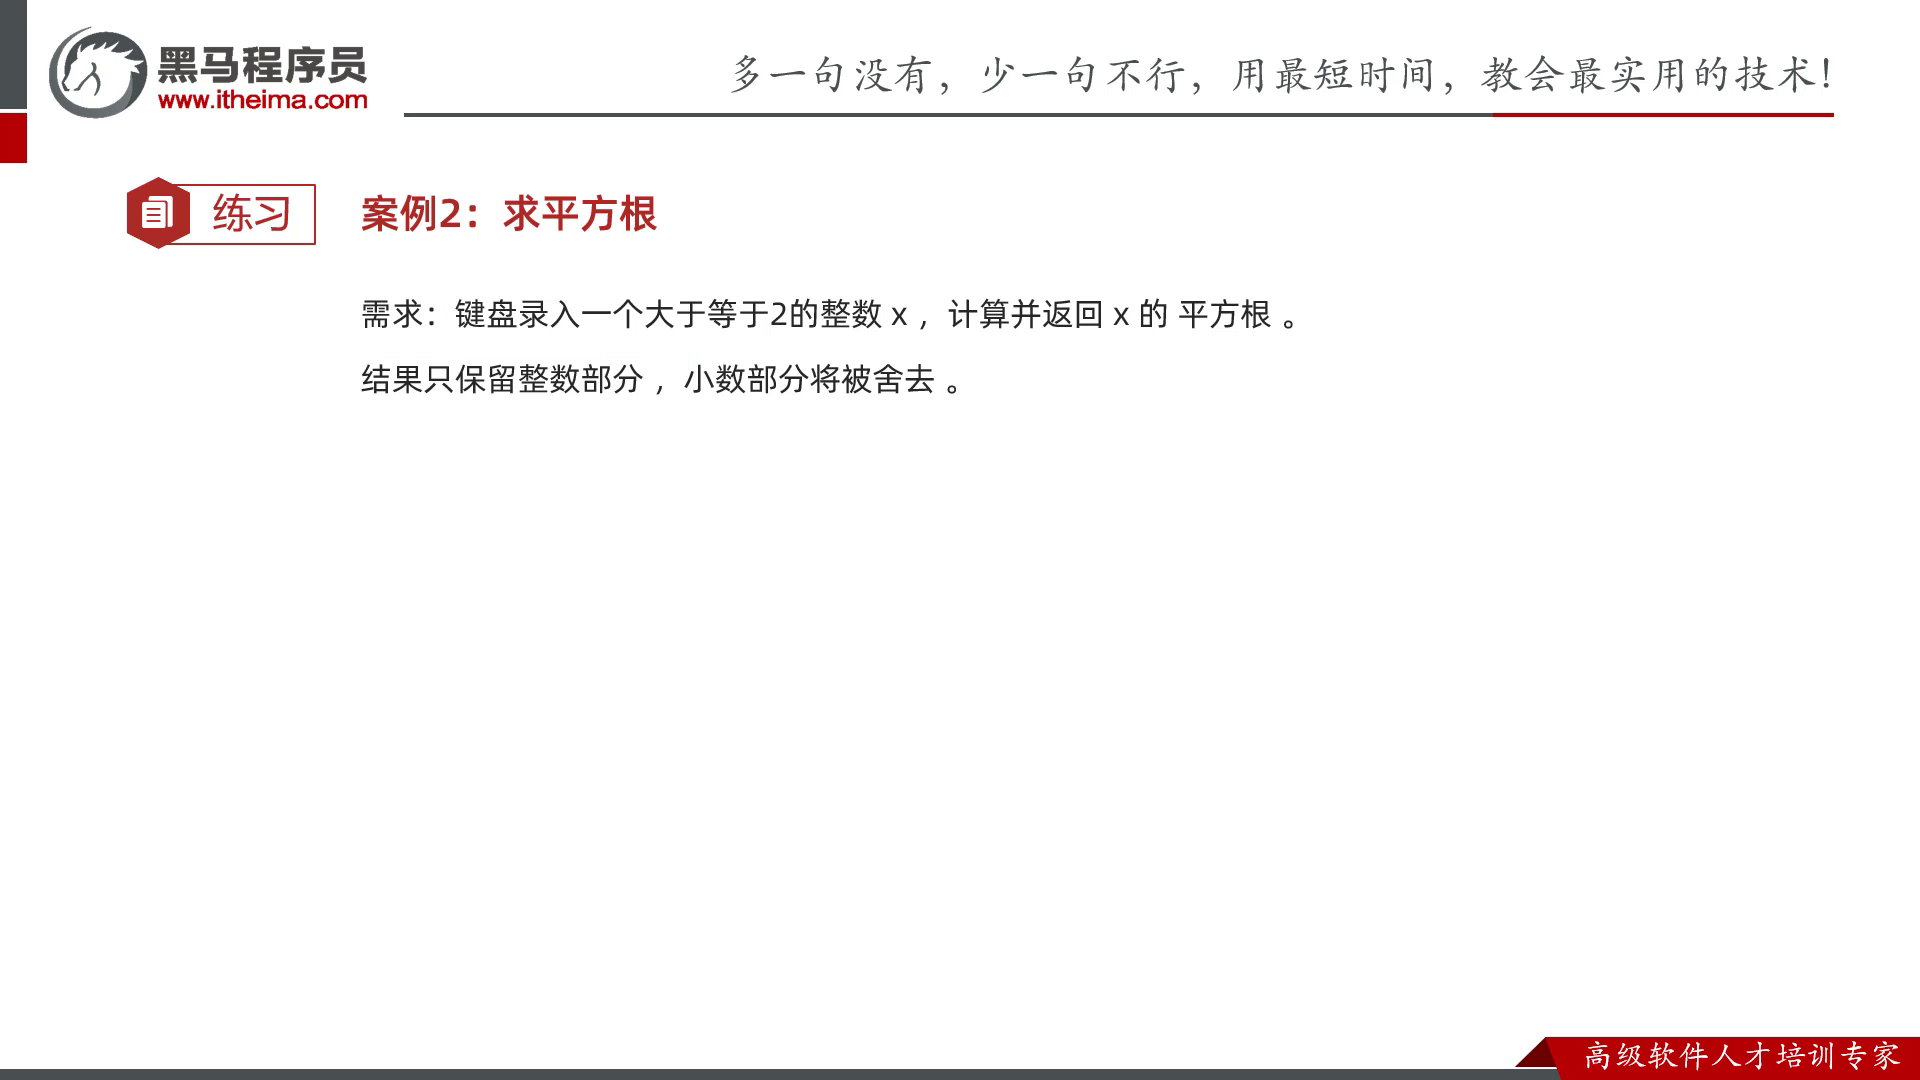 黑马程序员
www.itheima.com
多一句没有，少一句不行，用最短时间，教会最实用的技术！
练习
案例2：求平方根
需求：键盘录入一个大于等于2的整数 x ，计算并返回 x 的 平方根 。
结果只保留整数部分 ，小数部分将被舍去 。
高级软件人才培训专家